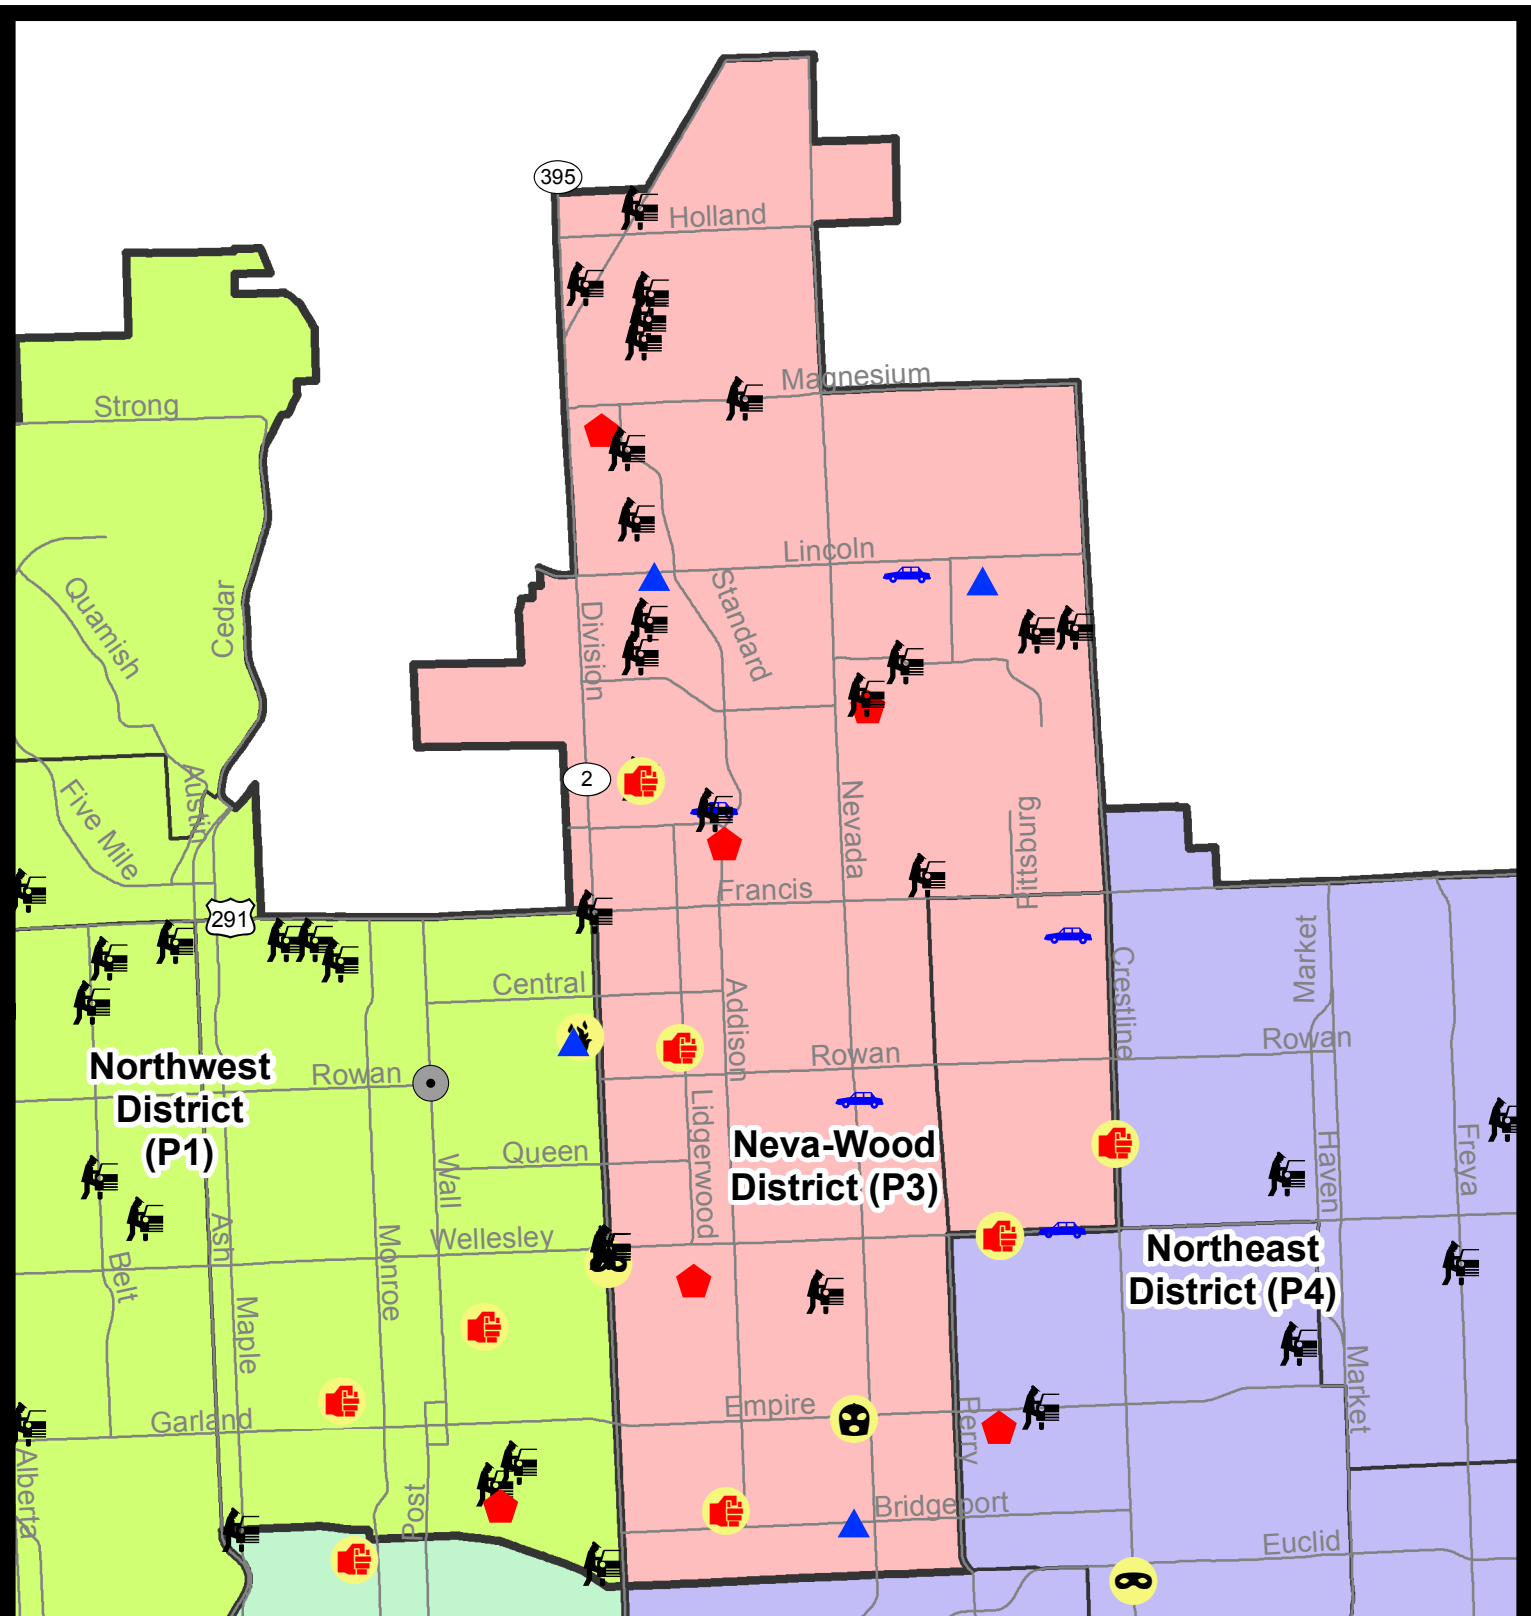 395
Holland
Magnesium
Strong
Lincoln
Quamish
Cedar
Standard
Division
2
Five Mile
Austin
Nevada
Pittsburg
Francis
291
Central
Addison
Crestline
Market
Rowan
Rowan
Rowan
Northwest
District
(P1)
Neva-Wood
District (P3)
Queen
Wall
Lidgerwood
Haven
Freya
Ash
Belt
Monroe
Wellesley
Northeast
District (P4)
Maple
Market
Garland
Empire
Perry
Alberta
Post
Bridgeport
Euclid